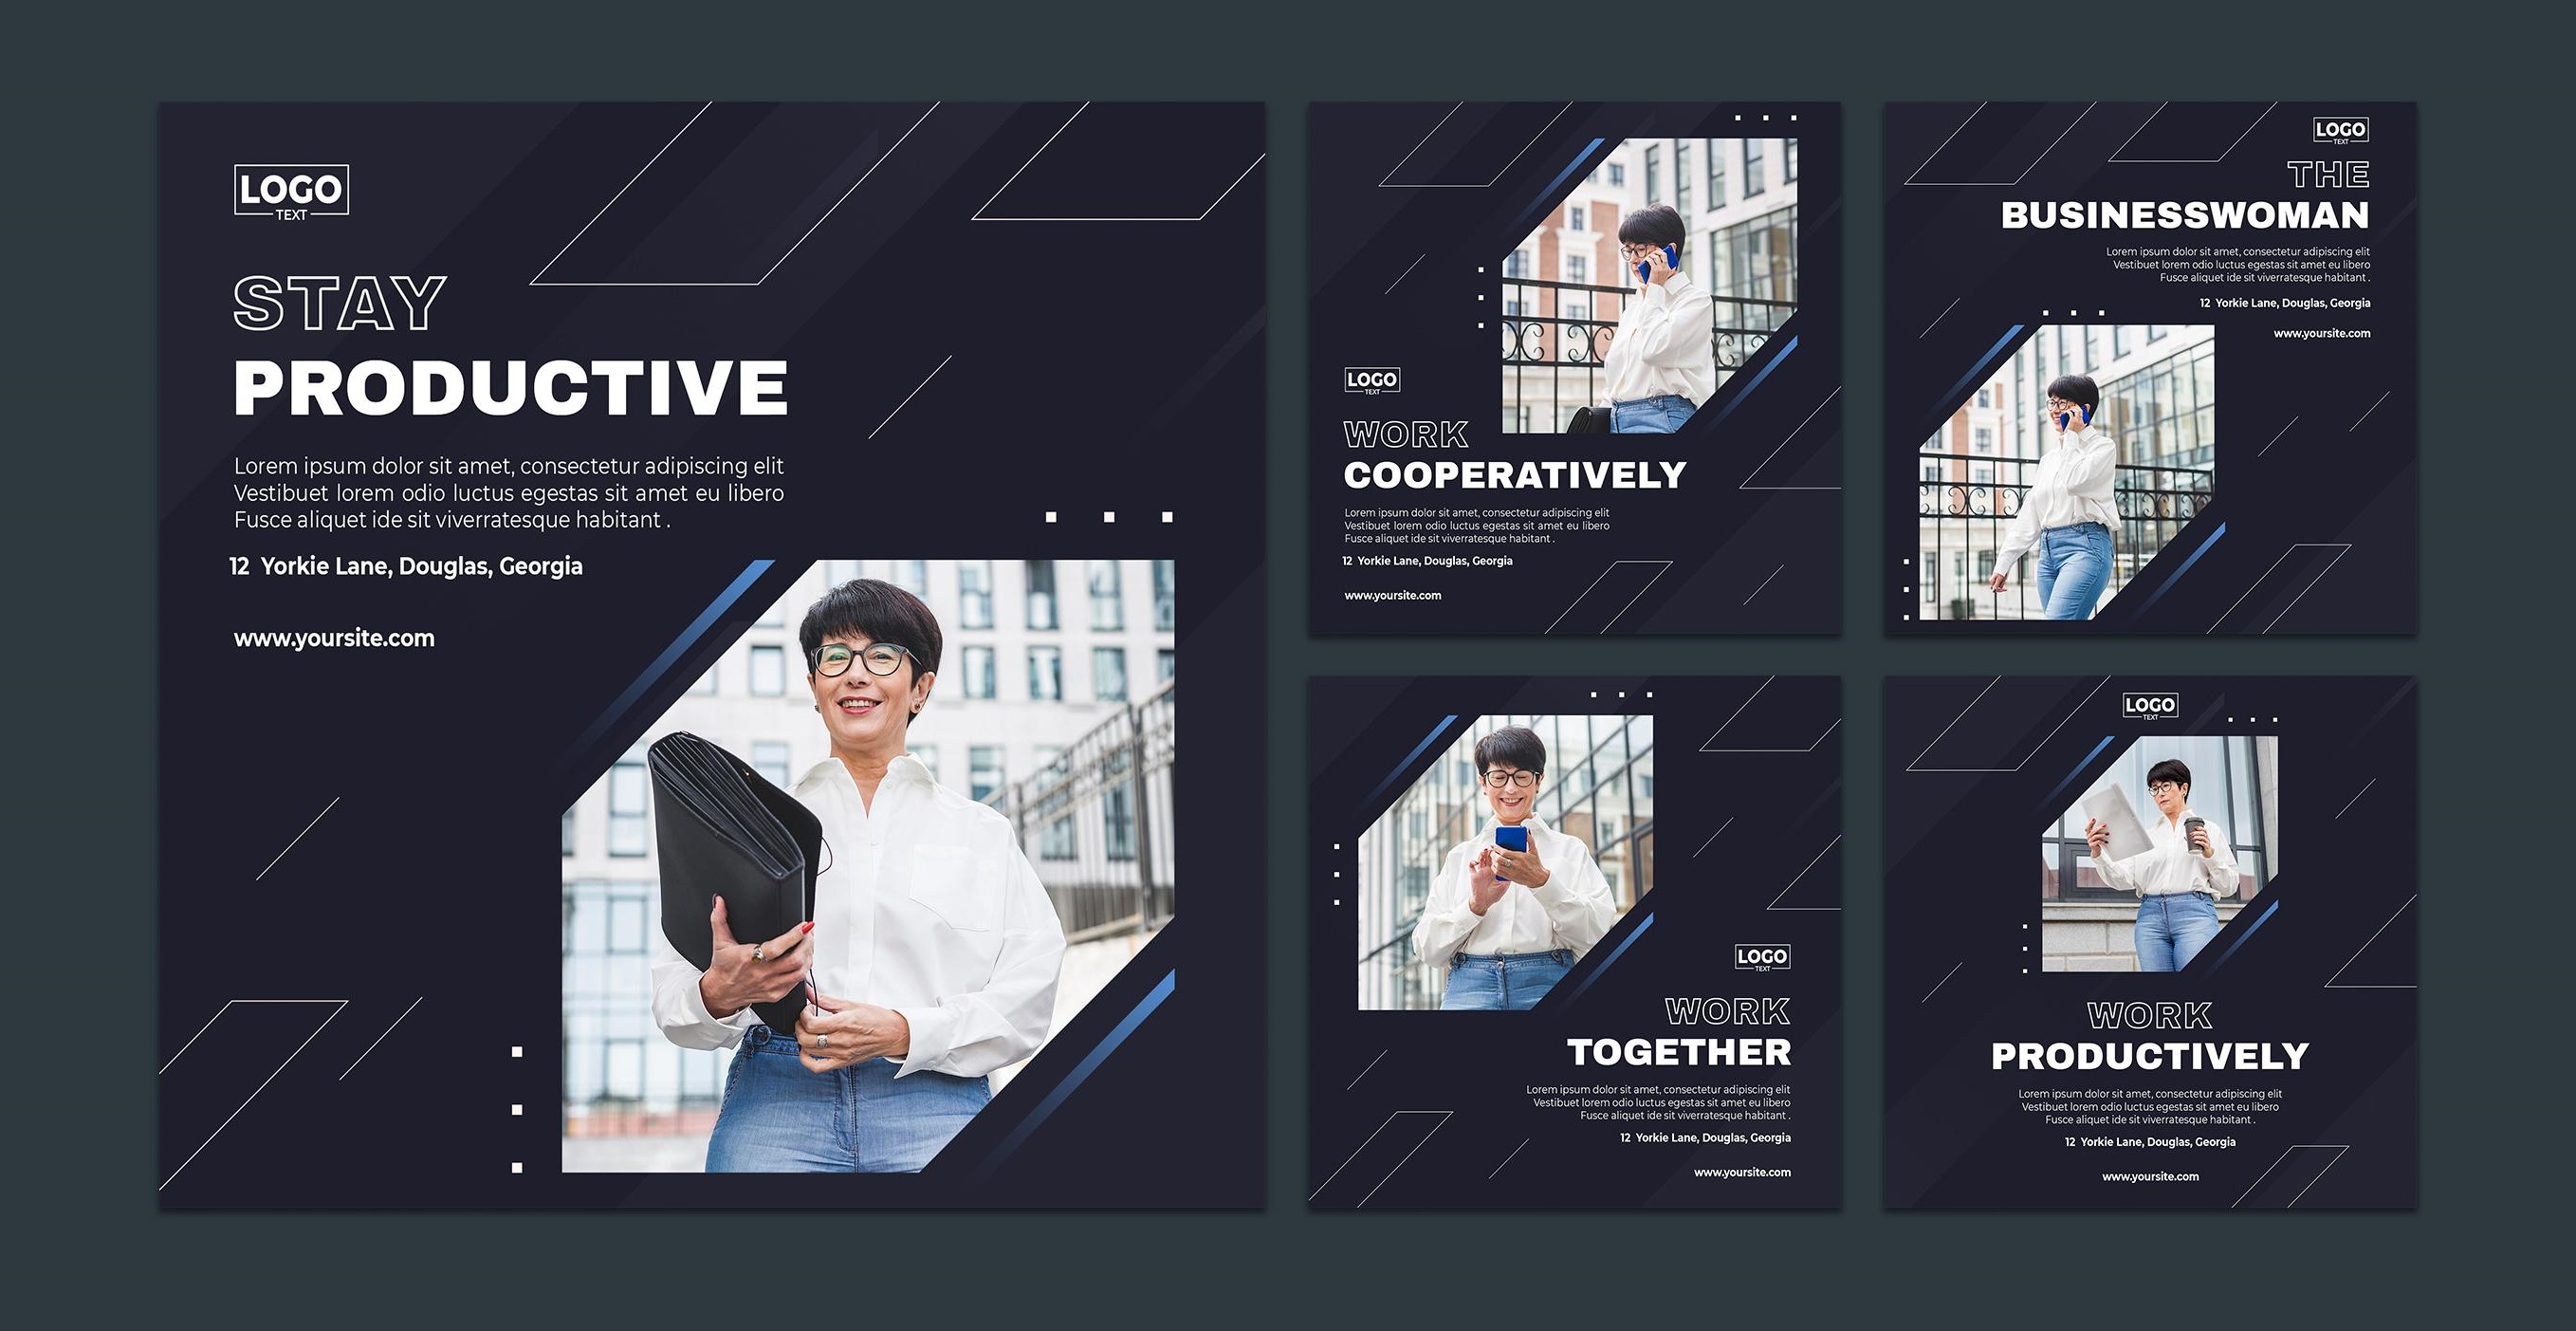 LOGO
TEXT
STAY
PRODUCTIVE
Lorem ipsum dolor sit amet, consectetur adipiscing elit
Vestibuet lorem odio luctus egestas sit amet eu libero
Fusce aliquet ide sit viverratesque habitant .
12 Yorkie Lane, Douglas, Georgia
www.yoursite.com
LOGO
TEXT
WORK
COOPERATIVELY
Lorem ipsum dolor sit amet, consectetur adipiscing elit
Vestibuet lorem odio luctus egestas sit amet eu libero
Fusce aliquet ide sit viverratesque habitant .
12 Yorkie Lane, Douglas, Georgia
www.yoursite.com
LOGO
TEXT
THE
BUSINESSWOMAN
Lorem ipsum dolor sit amet, consectetur adipiscing elit
Vestibuet lorem odio luctus egestas sit amet eu libero
Fusce aliquet ide sit viverratesque habitant .
12 Yorkie Lane, Douglas, Georgia
www.yoursite.com
LOGO
TEXT
WORK
TOGETHER
Lorem ipsum dolor sit amet, consectetur adipiscing elit
Vestibuet lorem odio luctus egestas sit amet eu libero
Fusce aliquet ide sit viverratesque habitant .
12 Yorkie Lane, Douglas, Georgia
www.yoursite.com
LOGO
TEXT
WORK
PRODUCTIVELY
Lorem ipsum dolor sit amet, consectetur adipiscing elit
Vestibuet lorem odio luctus egestas sit amet eu libero
Fusce aliquet ide sit viverratesque habitant .
12 Yorkie Lane, Douglas, Georgia
www.yoursite.com